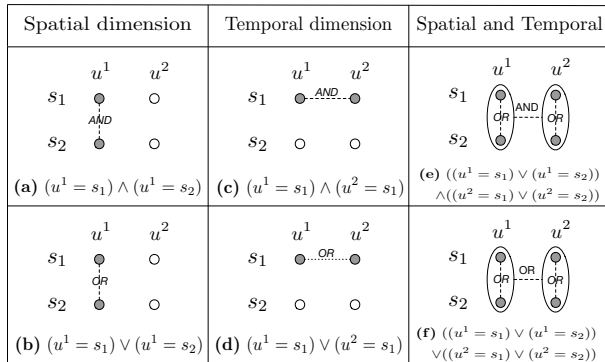 Spatial dimension
Temporal dimension
Spatial and Temporal
u¹ u²
s₁
AND
s₂
(a) (u¹ = s₁) ∧ (u¹ = s₂)
u¹ u²
s₁ AND
s₂
(c) (u¹ = s₁) ∧ (u² = s₁)
u¹ u²
s₁
OR AND OR
s₂
(e) ((u¹ = s₁) ∨ (u¹ = s₂))
∧((u² = s₁) ∨ (u² = s₂))
u¹ u²
s₁
OR
s₂
(b) (u¹ = s₁) ∨ (u¹ = s₂)
u¹ u²
s₁ OR
s₂
(d) (u¹ = s₁) ∨ (u² = s₁)
u¹ u²
s₁
OR OR OR
s₂
(f) ((u¹ = s₁) ∨ (u¹ = s₂))
∨((u² = s₁) ∨ (u² = s₂))